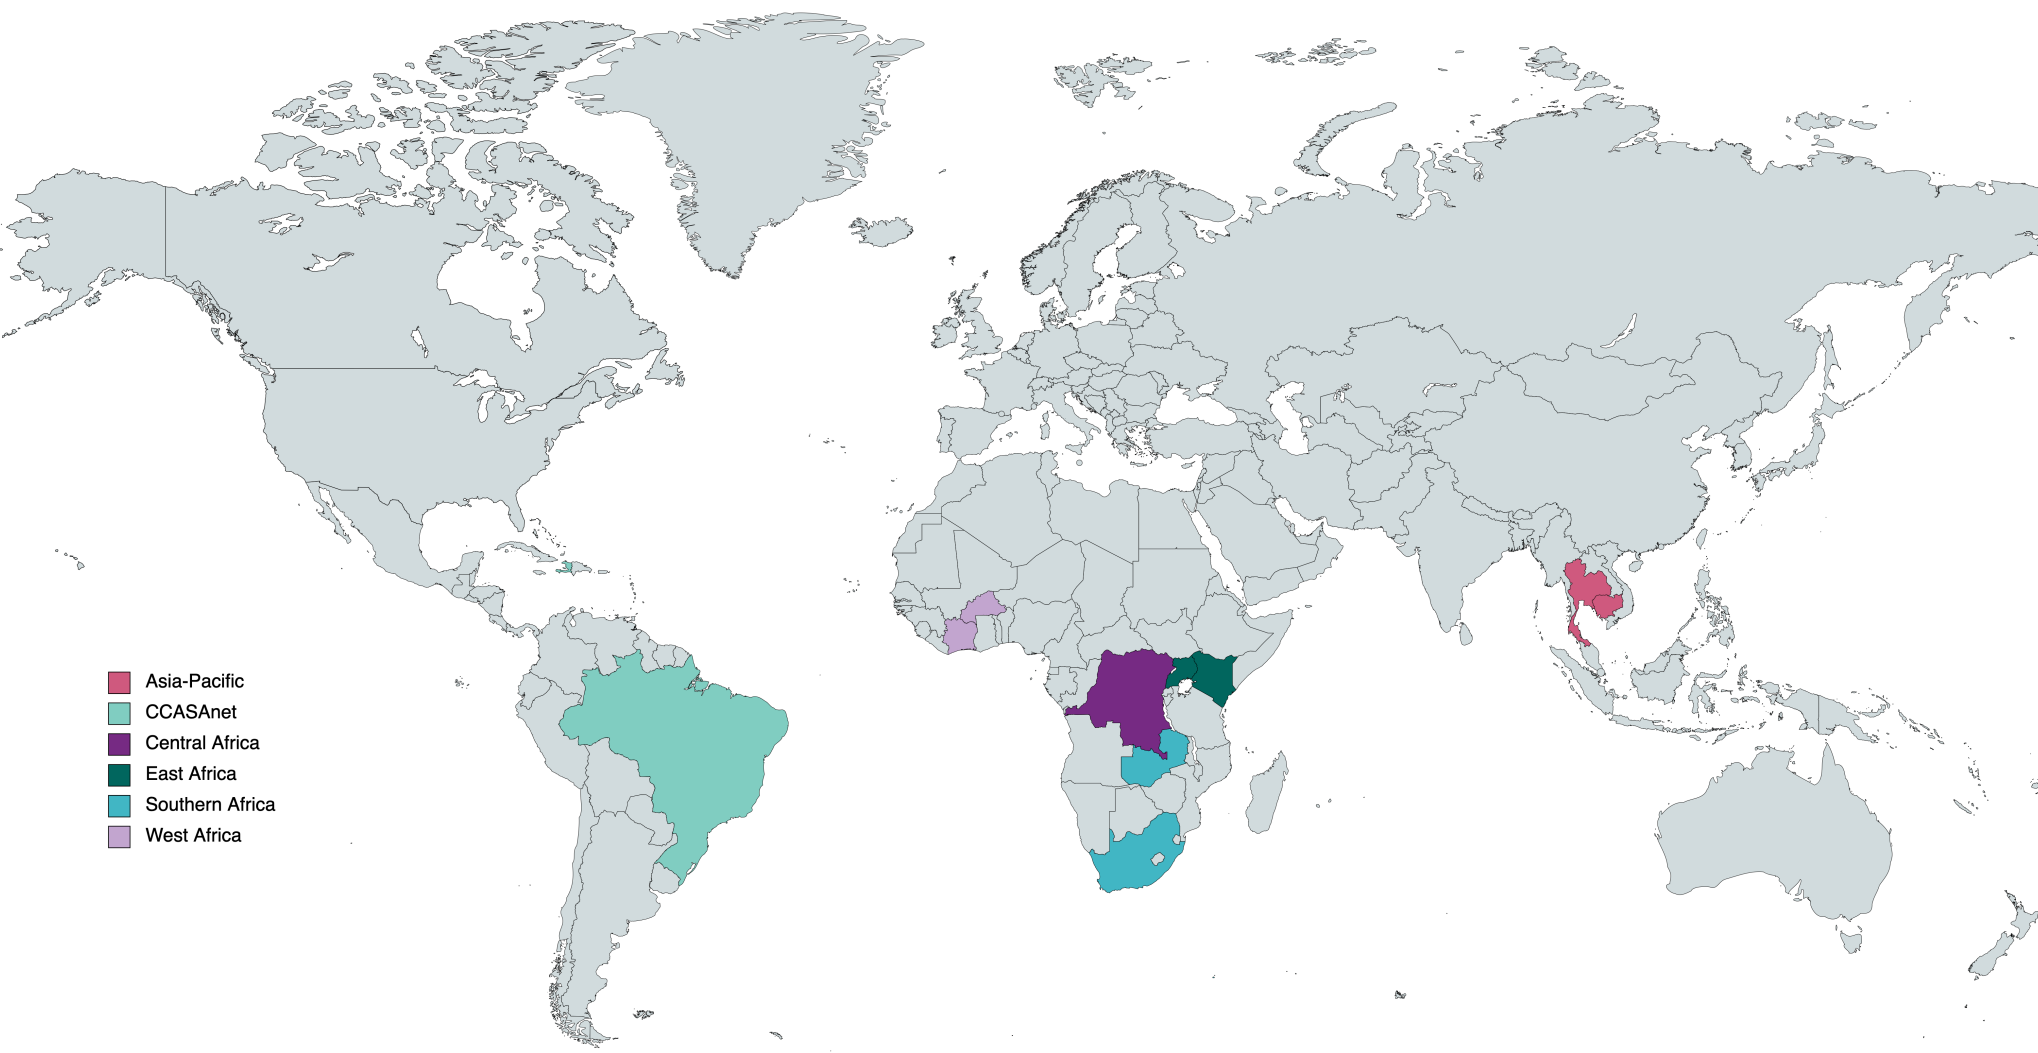 Asia-Pacific
CCASAnet
Central Africa
East Africa
Southern Africa
West Africa